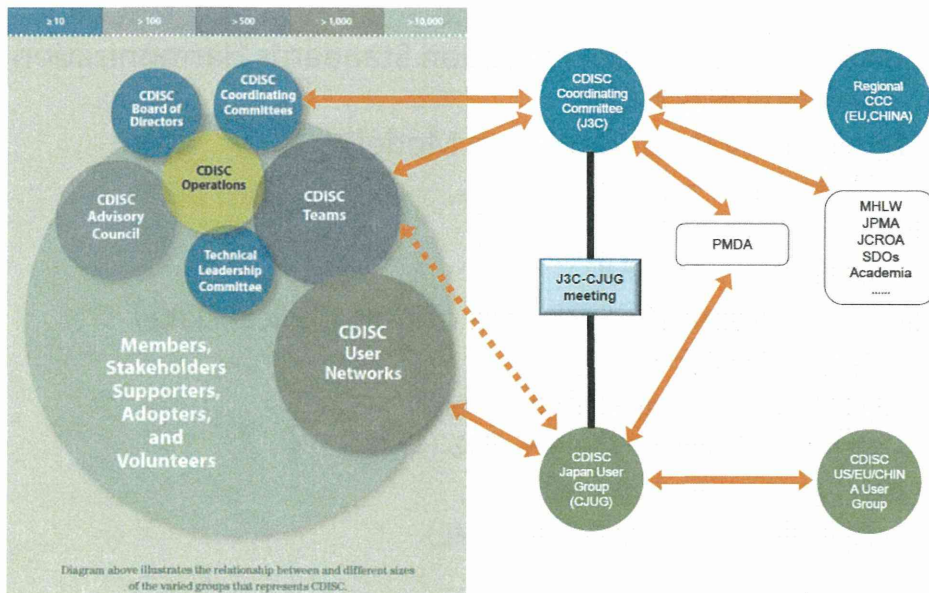 ≥10 >100 >500 >1,000 >10,000
CDISC
Board of
Directors
CDISC
Coordinating
Committees
CDISC
Operations
CDISC
Advisory
Council
CDISC
Teams
Technical
Leadership
Committee
CDISC
User
Networks
Members,
Stakeholders
Supporters,
Adopters,
and
Volunteers
Diagram above illustrates the relationship between and different sizes
of the varied groups that represents CDISC.
CDISC
Coordinating
Committee
(J3C)
Regional
CCC
(EU,CHINA)
PMDA
MHLW
JPMA
JCROA
SDOs
Academia
......
J3C-CJUG
meeting
CDISC
Japan User
Group
(CJUG)
CDISC
US/EU/CHIN
A User
Group